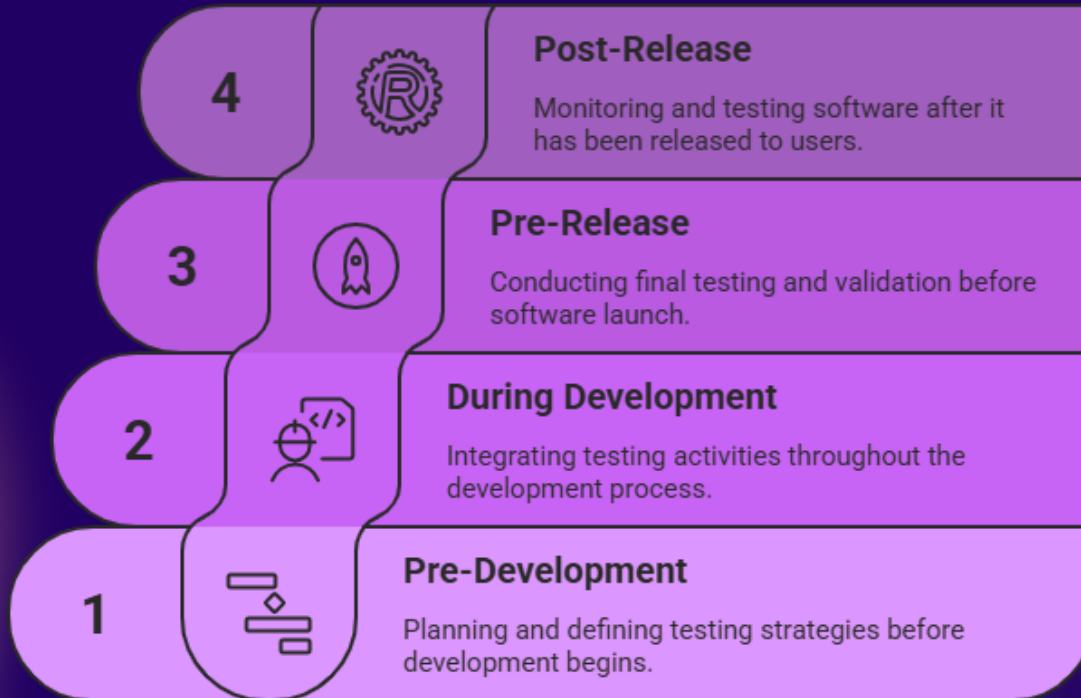 4
R
Post-Release
Monitoring and testing software after it
has been released to users.
3
Pre-Release
Conducting final testing and validation before
software launch.
2
</>
During Development
Integrating testing activities throughout the
development process.
1
Pre-Development
Planning and defining testing strategies before
development begins.